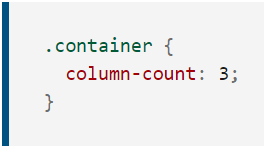 .container {
  column-count: 3;
}